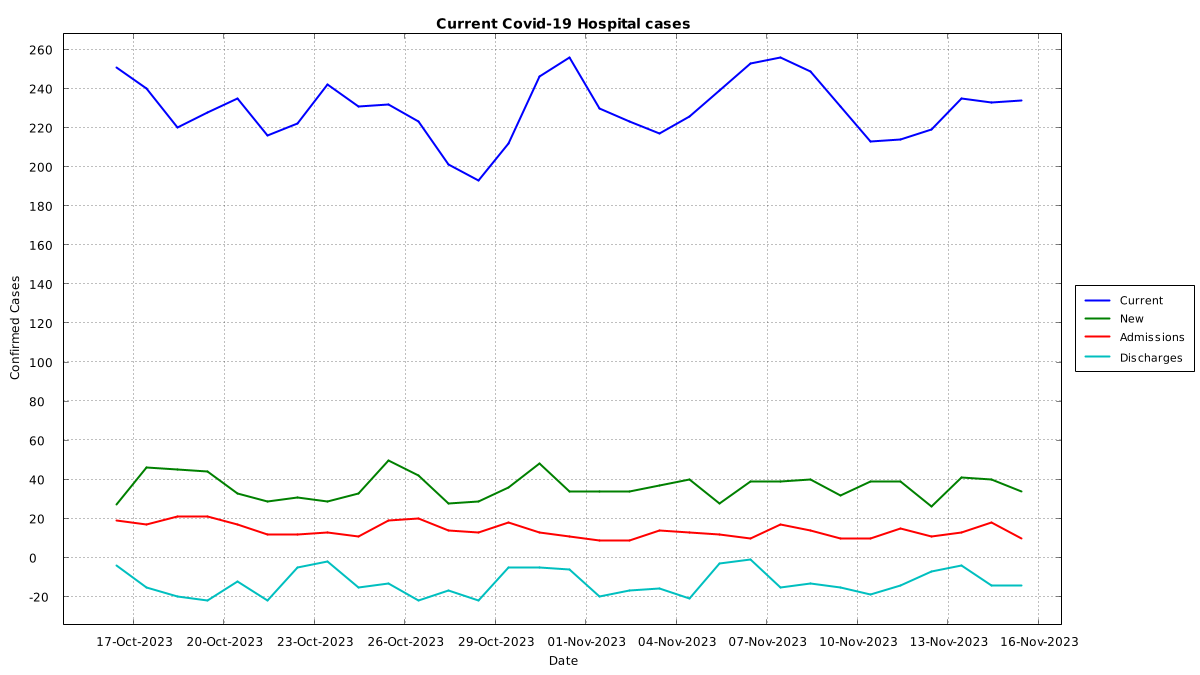 Current Covid-19 Hospital cases
260
240
220
200
180
160
140
120
100
80
60
40
20
0
-20
Confirmed Cases
17-Oct-2023 20-Oct-2023 23-Oct-2023 26-Oct-2023 29-Oct-2023 01-Nov-2023 04-Nov-2023 07-Nov-2023 10-Nov-2023 13-Nov-2023 16-Nov-2023
Date
Current
New
Admissions
Discharges